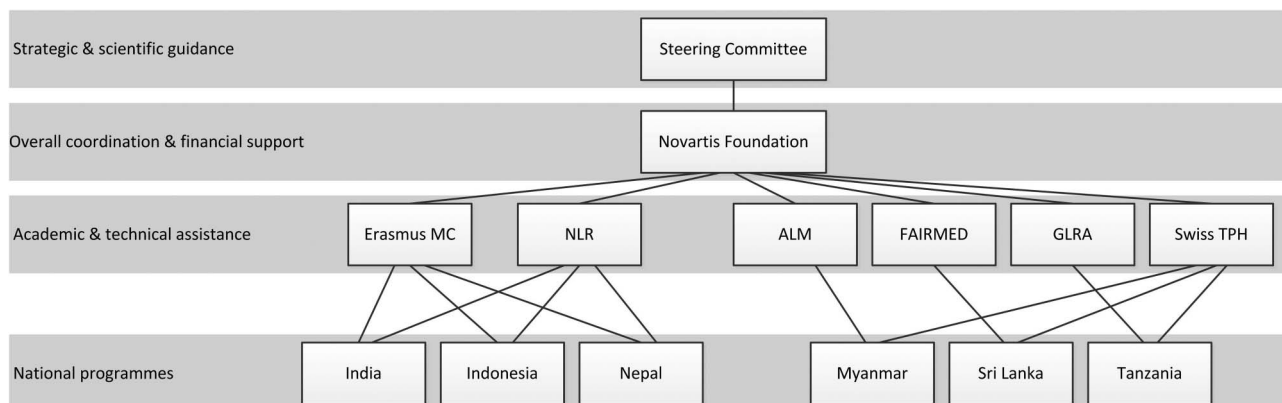 Strategic & scientific guidance
Steering Committee
Overall coordination & financial support
Novartis Foundation
Academic & technical assistance
Erasmus MC
NLR
ALM
FAIRMED
GLRA
Swiss TPH
National programmes
India
Indonesia
Nepal
Myanmar
Sri Lanka
Tanzania